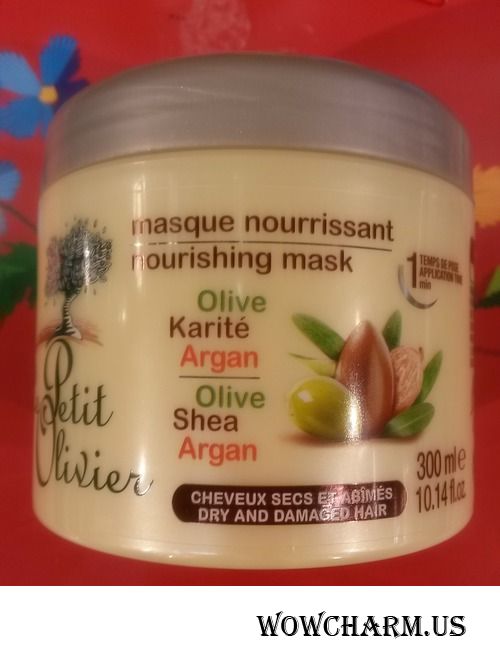 masque nourrissant
nourishing mask
1 min TEMPS DE POSE
APPLICATION TIME
Olive
Karité
Argan
Olive
Shea
Argan
Petit
Olivier
CHEVEUX SECS ET ABÎMÉS
DRY AND DAMAGED HAIR
300 ml e
10.14 fl.oz
WOWCHARM.US